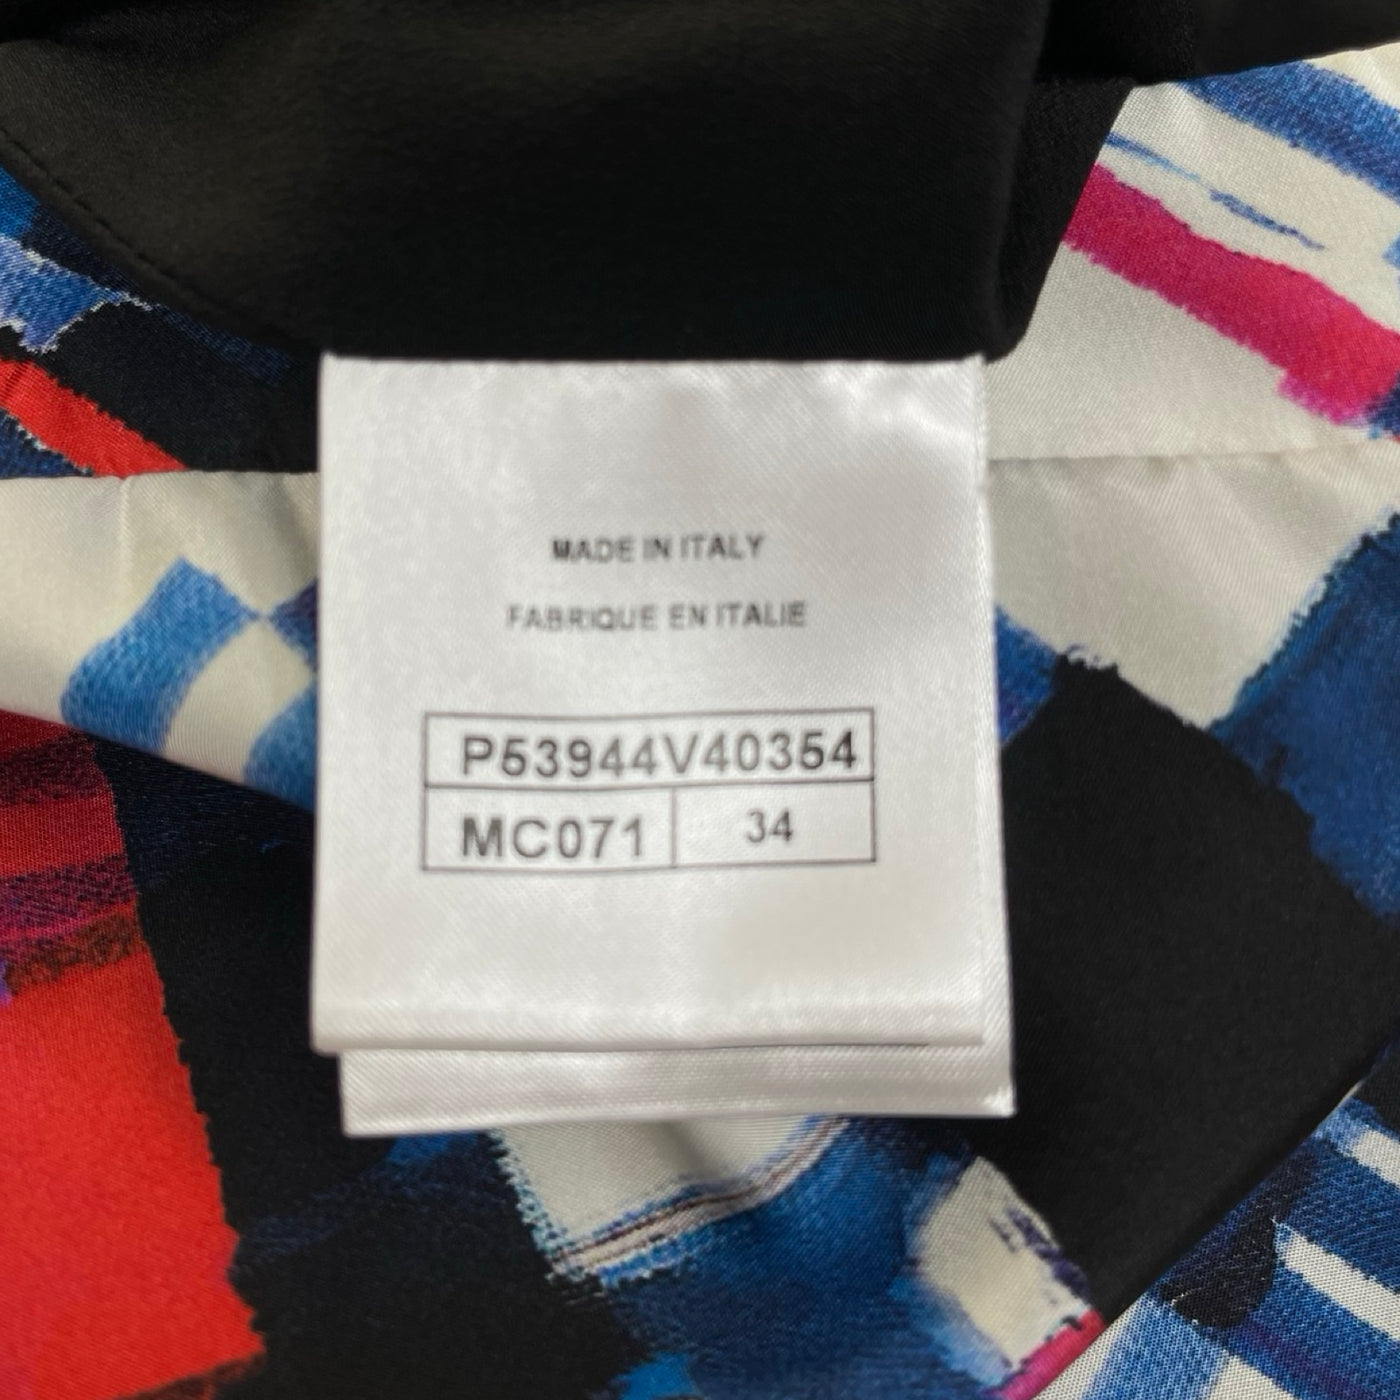 MADE IN ITALY
FABRIQUE EN ITALIE
P53944V40354
MC071 34